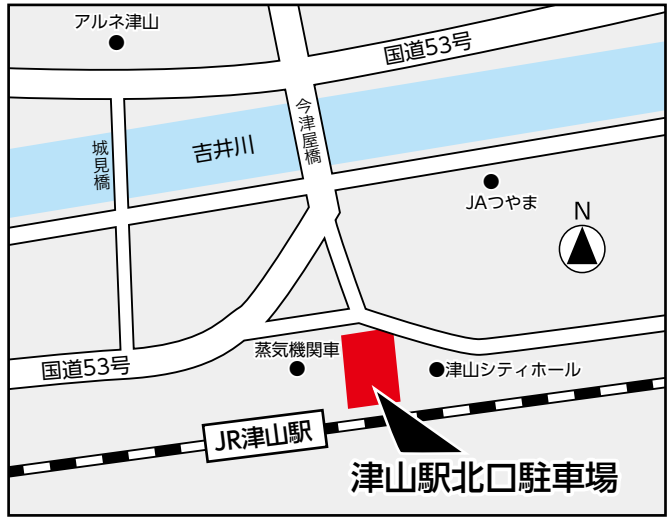 アルネ津山
国道53号
今津屋橋
城見橋
吉井川
JAつやま
N
国道53号
蒸気機関車
津山シティホール
JR津山駅
津山駅北口駐車場